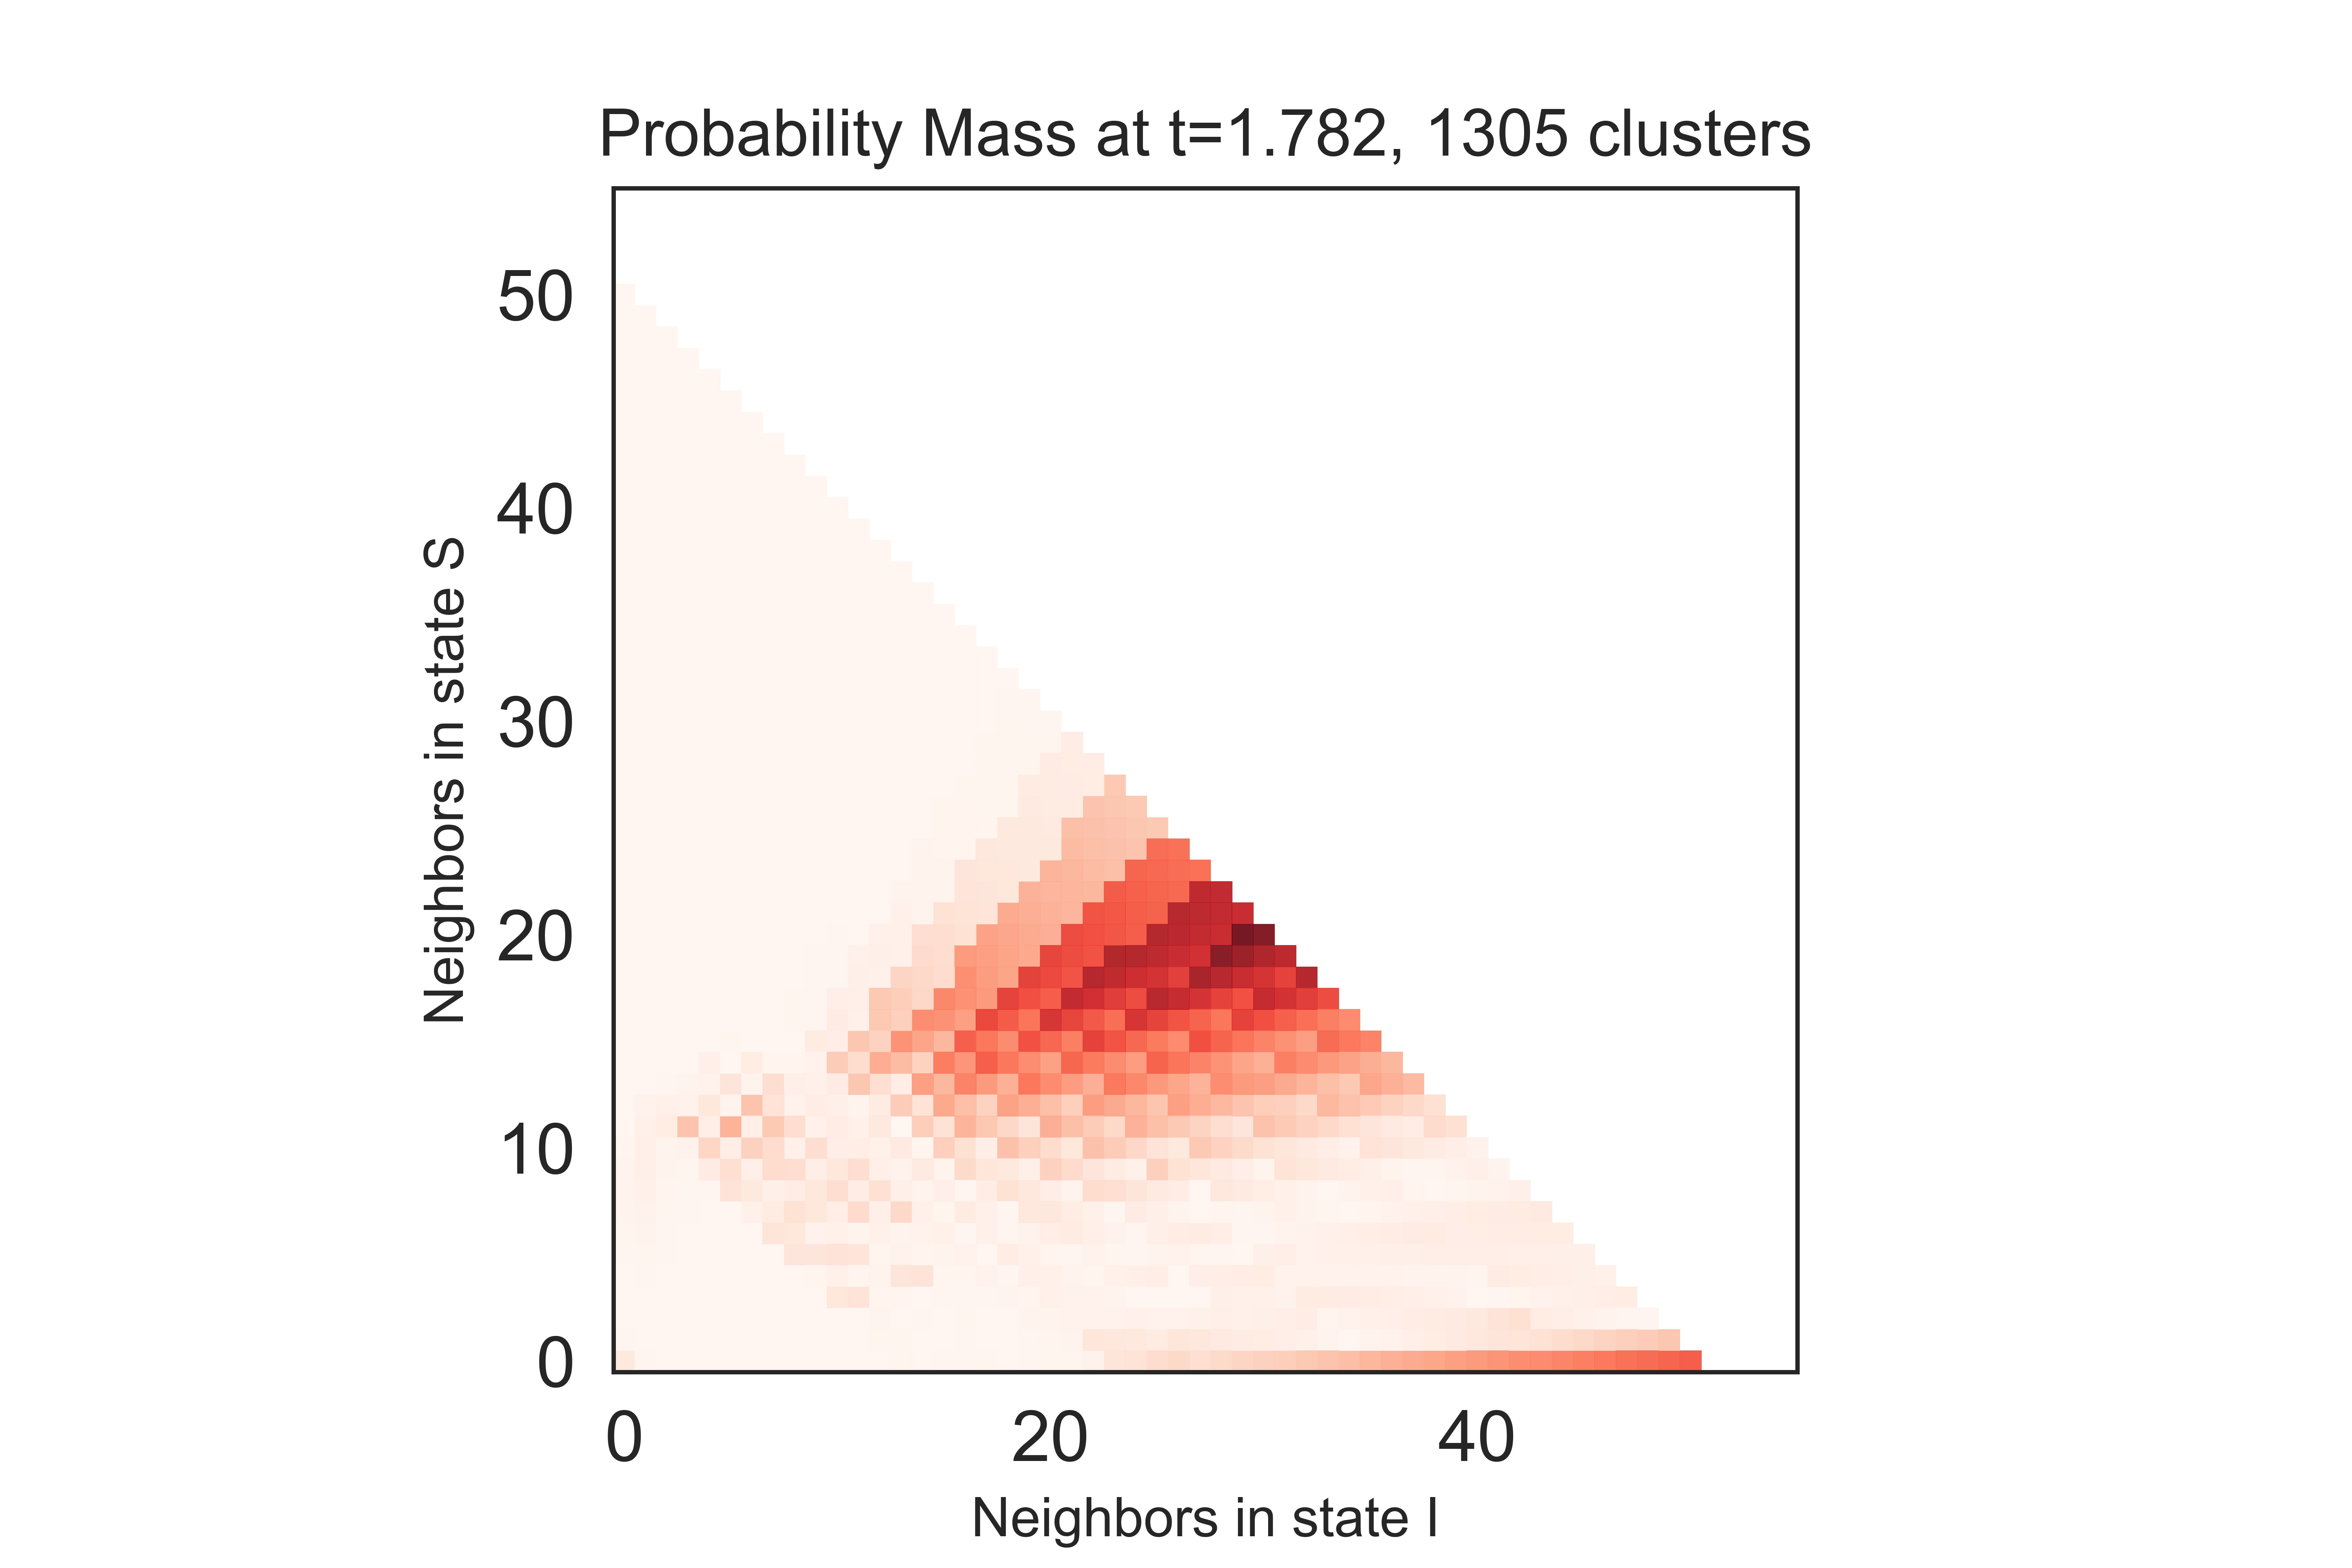 Probability Mass at t=1.782, 1305 clusters
Neighbors in state S
50
40
30
20
10
0
0 20 40
Neighbors in state I